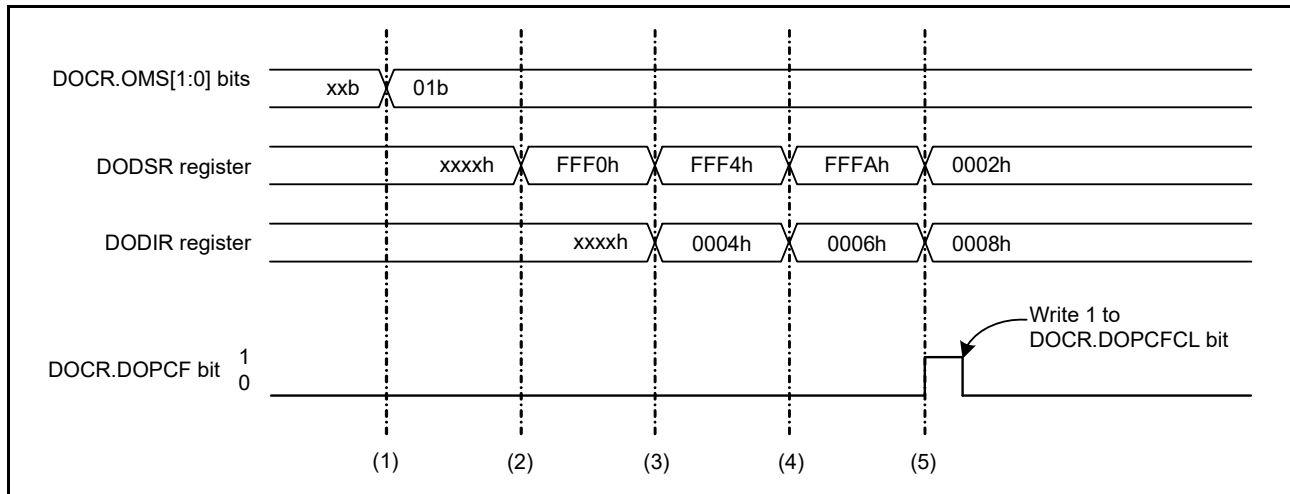 DOCR.OMS[1:0] bits
xxb 01b
DODSR register
xxxxh FFF0h FFF4h FFFAh 0002h
DODIR register
xxxxh 0004h 0006h 0008h
Write 1 to
DOCR.DOPCFCL bit
DOCR.DOPCF bit
1
0
(1) (2) (3) (4) (5)